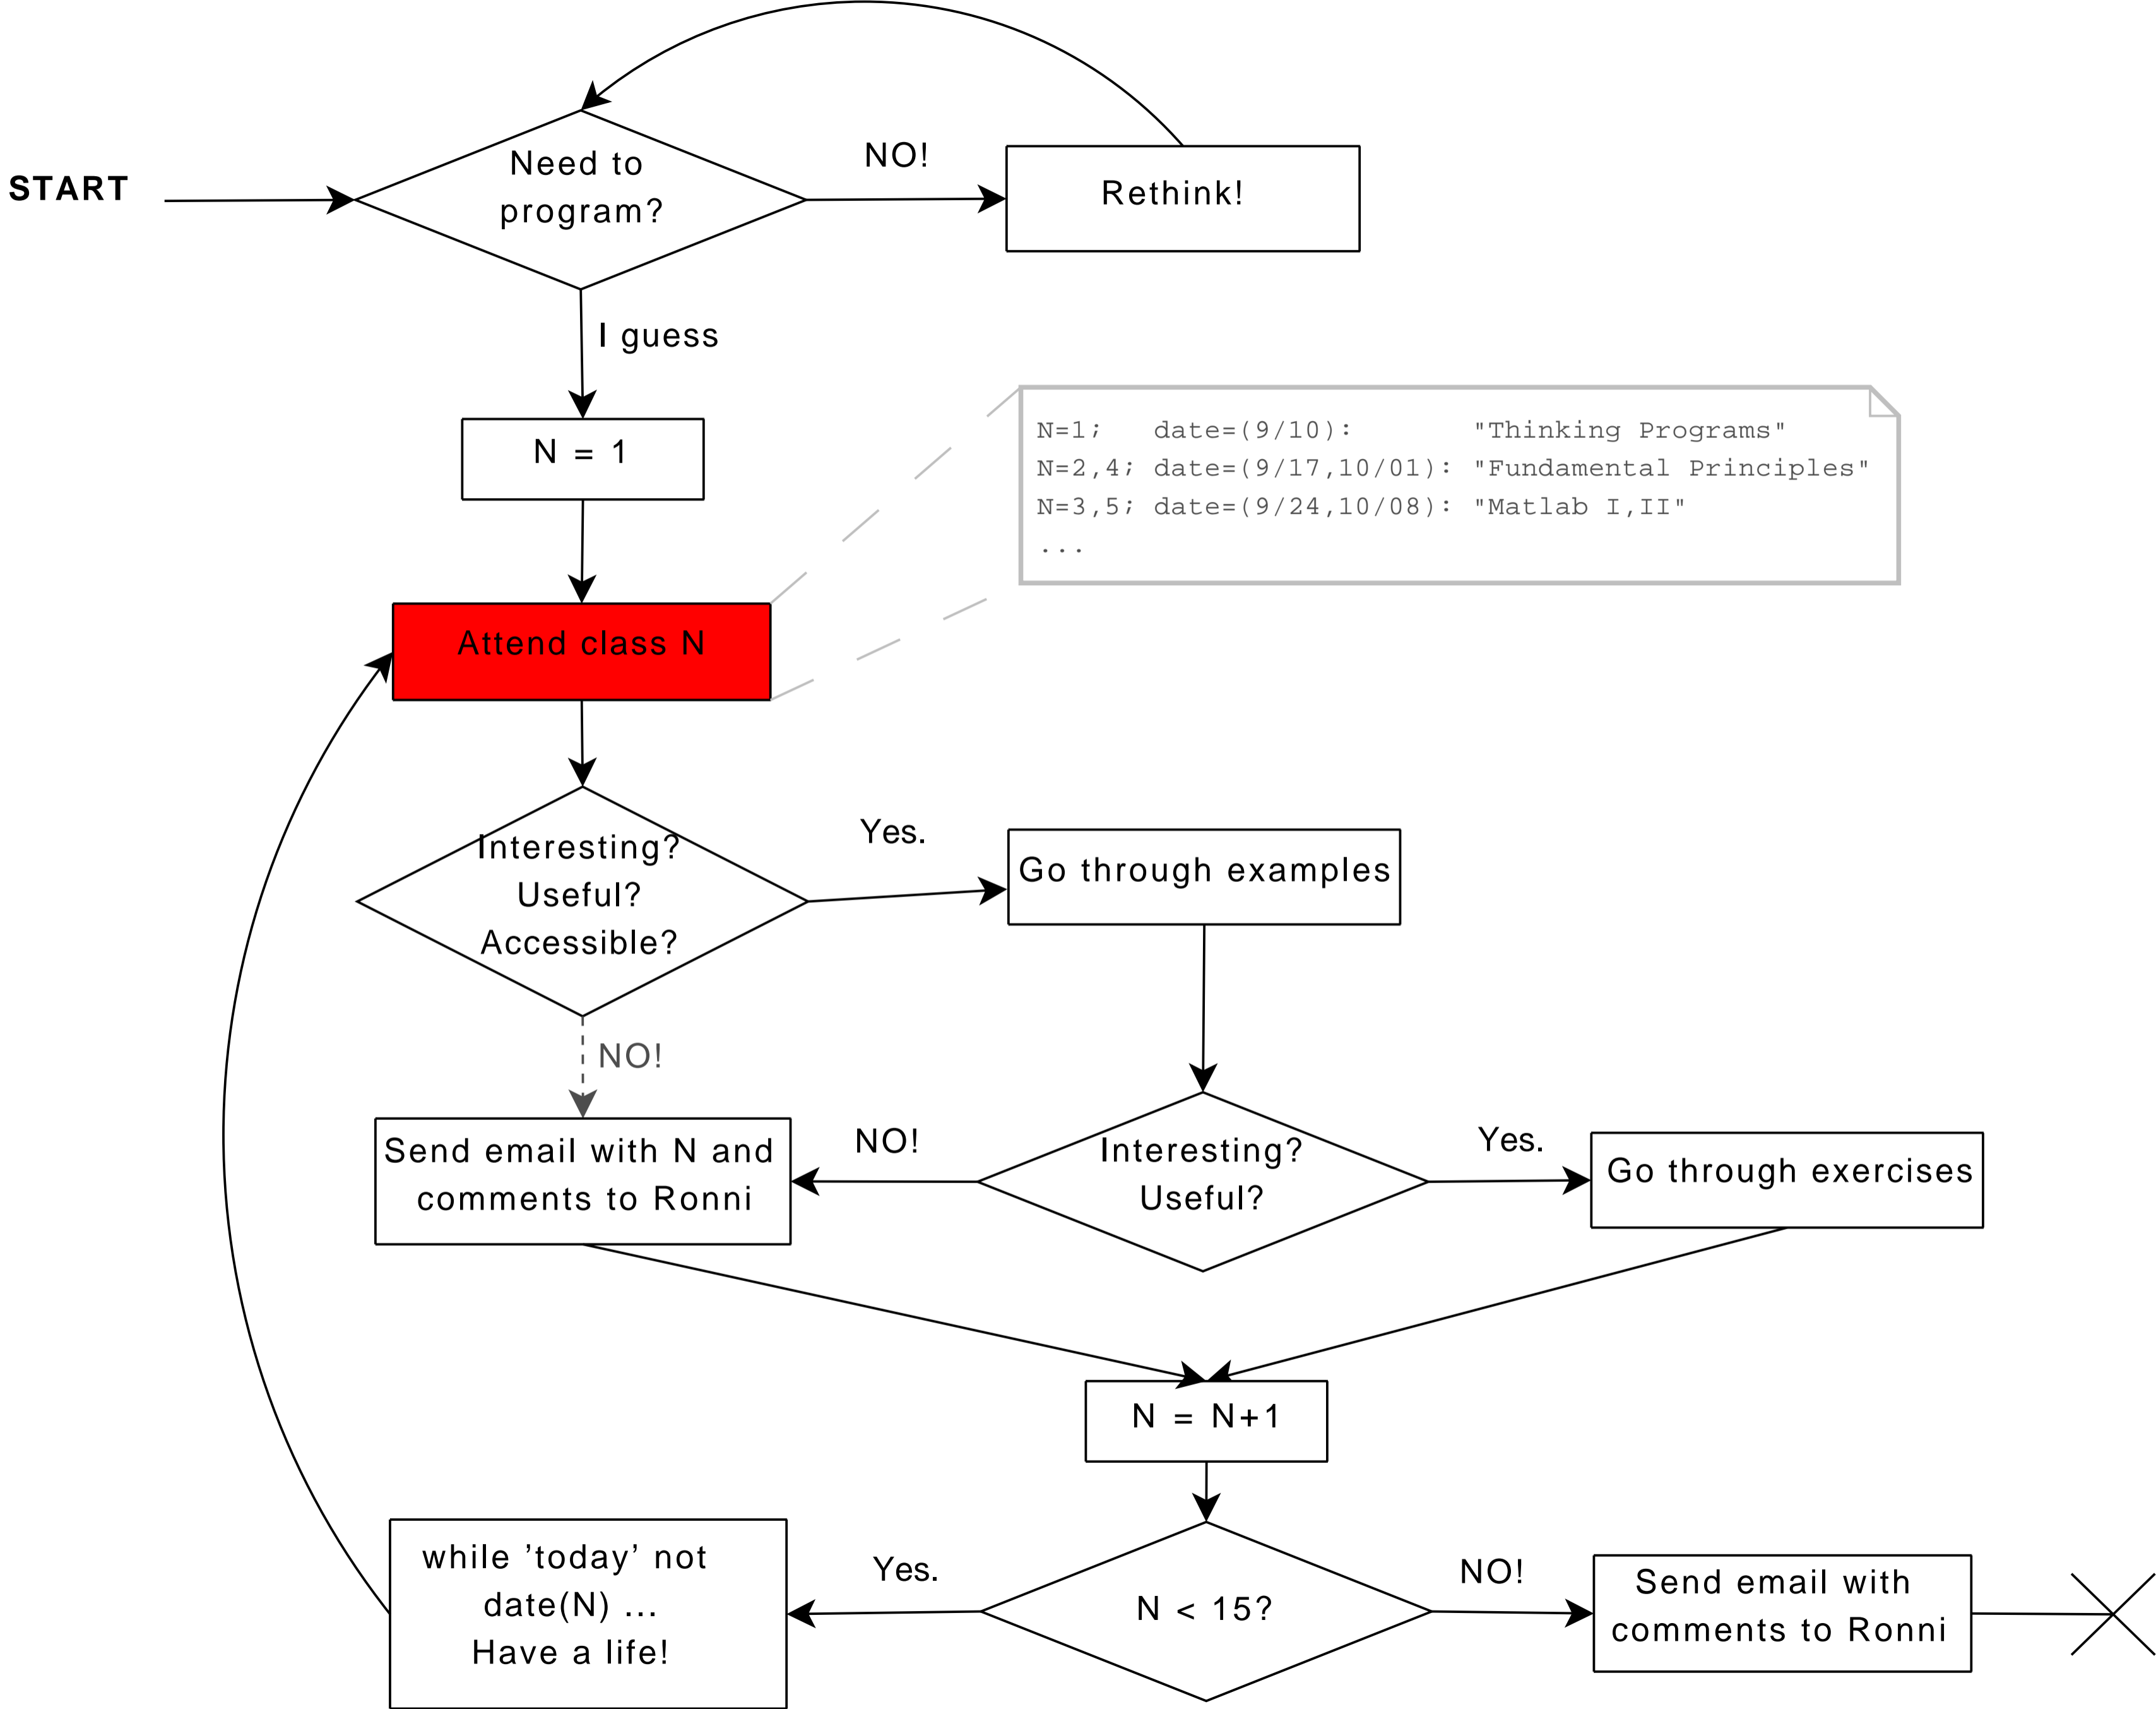 START
Need to
program?
NO!
Rethink!
I guess
N = 1
N=1;   date=(9/10):        "Thinking Programs"
N=2,4; date=(9/17,10/01): "Fundamental Principles"
N=3,5; date=(9/24,10/08): "Matlab I,II"
...
Attend class N
Interesting?
Useful?
Accessible?
Yes.
Go through examples
NO!
Send email with N and
comments to Ronni
NO!
Interesting?
Useful?
Yes.
Go through exercises
N = N+1
while 'today' not
date(N) ...
Have a life!
Yes.
N < 15?
NO!
Send email with
comments to Ronni